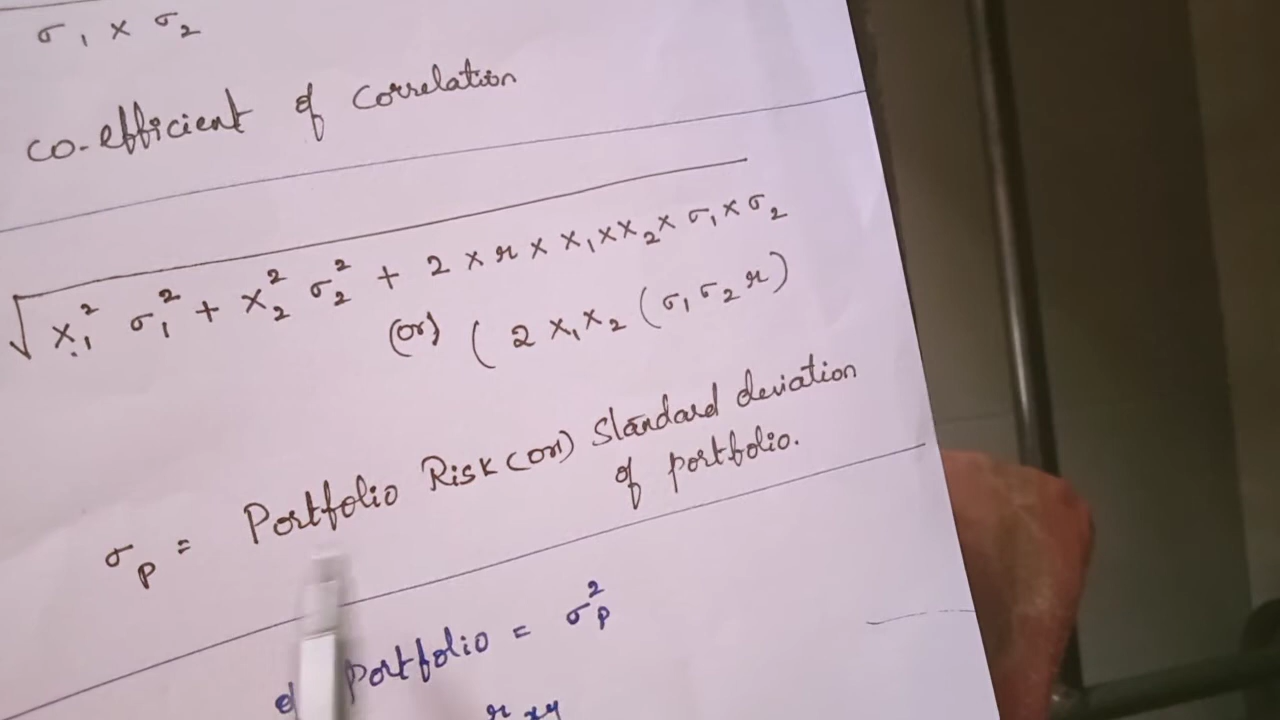 σ₁ × σ₂
co-efficient of correlation
√ x₁² σ₁² + x₂² σ₂² + 2 × r × x₁ × x₂ × σ₁ × σ₂
(or) ( 2 x₁ x₂ ( σ₁ σ₂ r )
σp = Portfolio Risk (or) Standard deviation
of portfolio.
portfolio = σp²
r xy